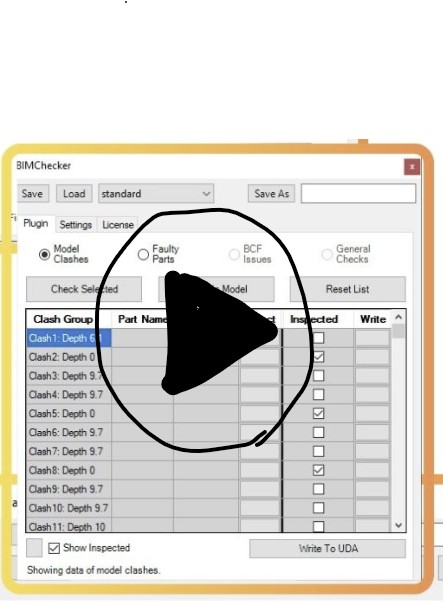 BIMChecker
x
Save Load standard Save As
Plugin Settings License
Model Clashes Faulty Parts BCF Issues General Checks
Check Selected Model Reset List
Clash Group Part Name Inspected Write
Clash1: Depth 6.1
Clash2: Depth 0
Clash3: Depth 9.7
Clash4: Depth 9.7
Clash5: Depth 0
Clash6: Depth 9.7
Clash7: Depth 9.7
Clash8: Depth 0
Clash9: Depth 9.7
Clash10: Depth 9.7
Clash11: Depth 10
Show Inspected Write To UDA
Showing data of model clashes.